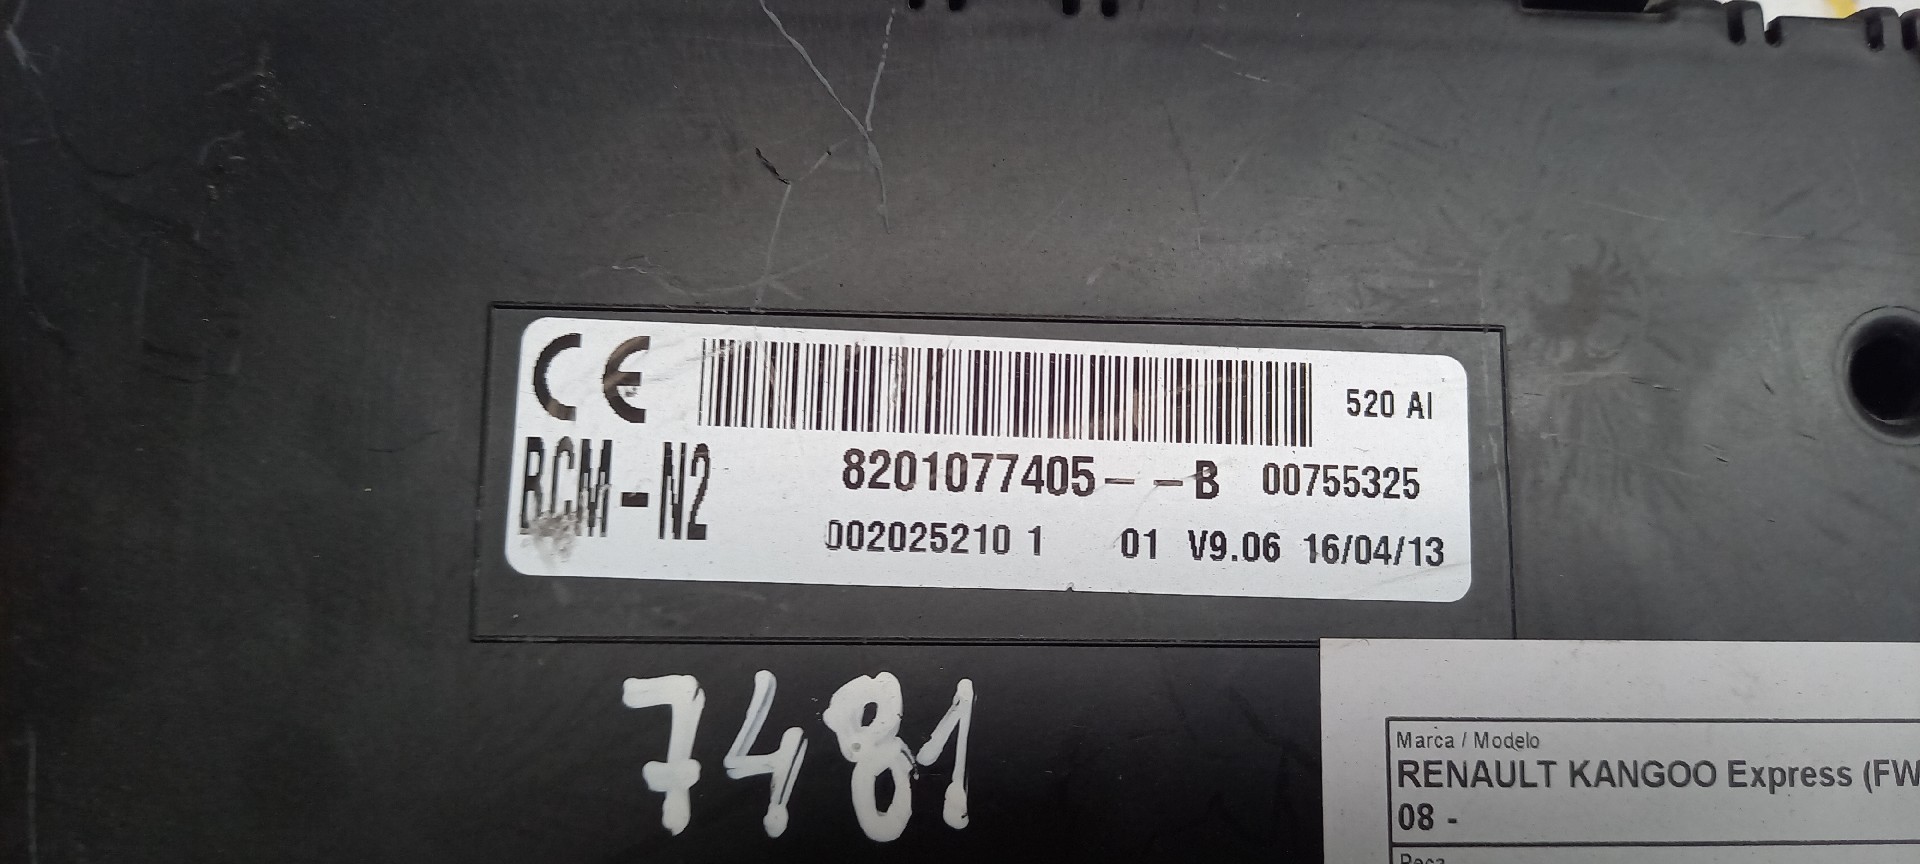 CE 520 AI
BCM-N2 8201077405-- --B 00755325
002025210 1 01 V9.06 16/04/13
7481
Marca / Modelo
RENAULT KANGOO Express (FW
08 -
Peça